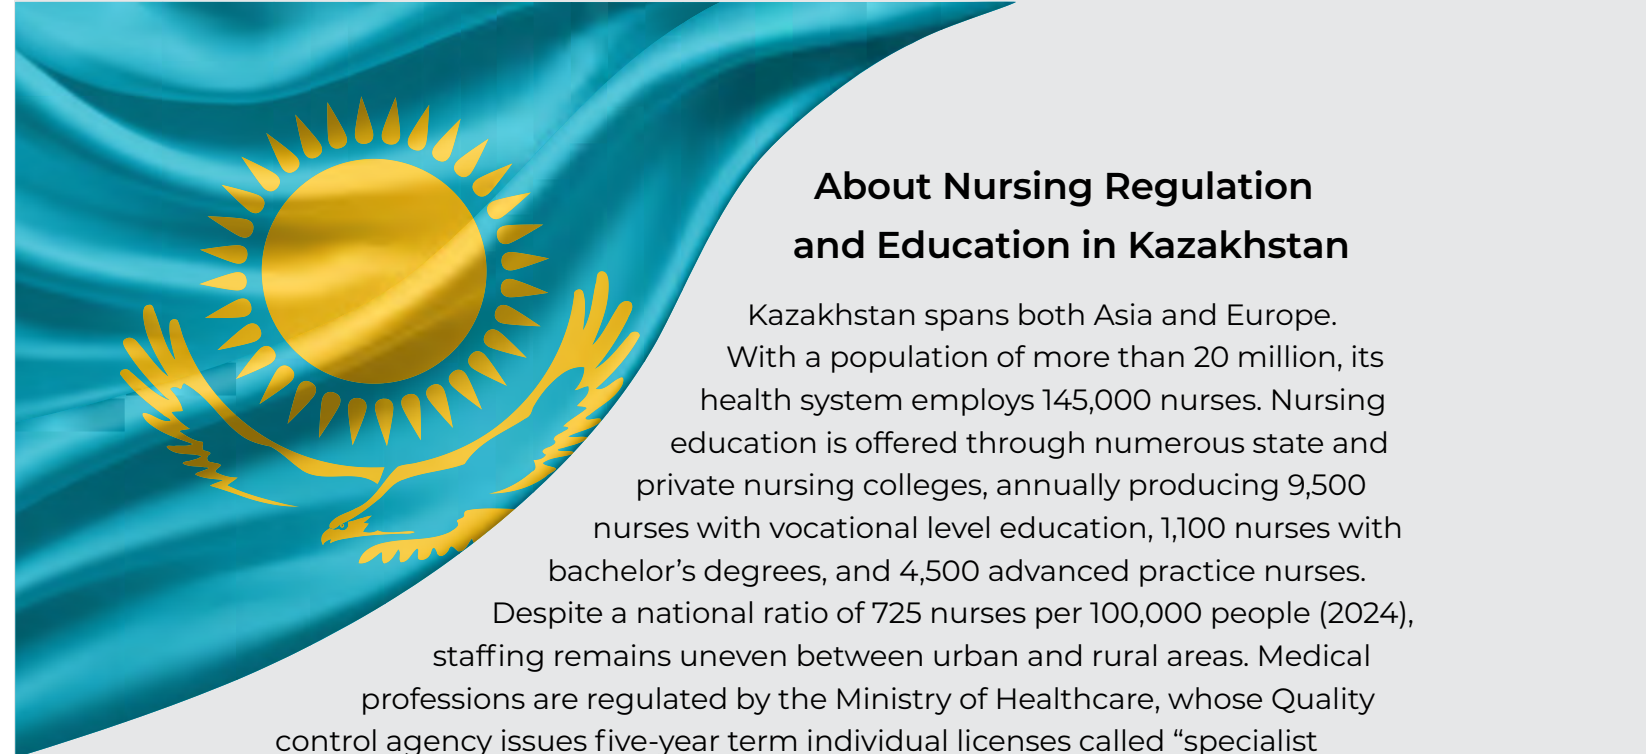 About Nursing Regulation
and Education in Kazakhstan
Kazakhstan spans both Asia and Europe.
With a population of more than 20 million, its
health system employs 145,000 nurses. Nursing
education is offered through numerous state and
private nursing colleges, annually producing 9,500
nurses with vocational level education, 1,100 nurses with
bachelor’s degrees, and 4,500 advanced practice nurses.
Despite a national ratio of 725 nurses per 100,000 people (2024),
staffing remains uneven between urban and rural areas. Medical
professions are regulated by the Ministry of Healthcare, whose Quality
control agency issues five-year term individual licenses called “specialist